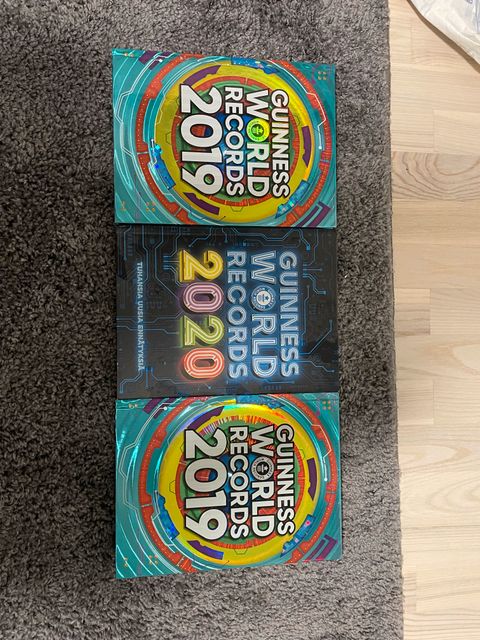 GUINNESS
WORLD
RECORDS
2019
GUINNESS
WORLD
RECORDS
2020
TUHANSIA UUSIA ENNÄTYKSIÄ
GUINNESS
WORLD
RECORDS
2019